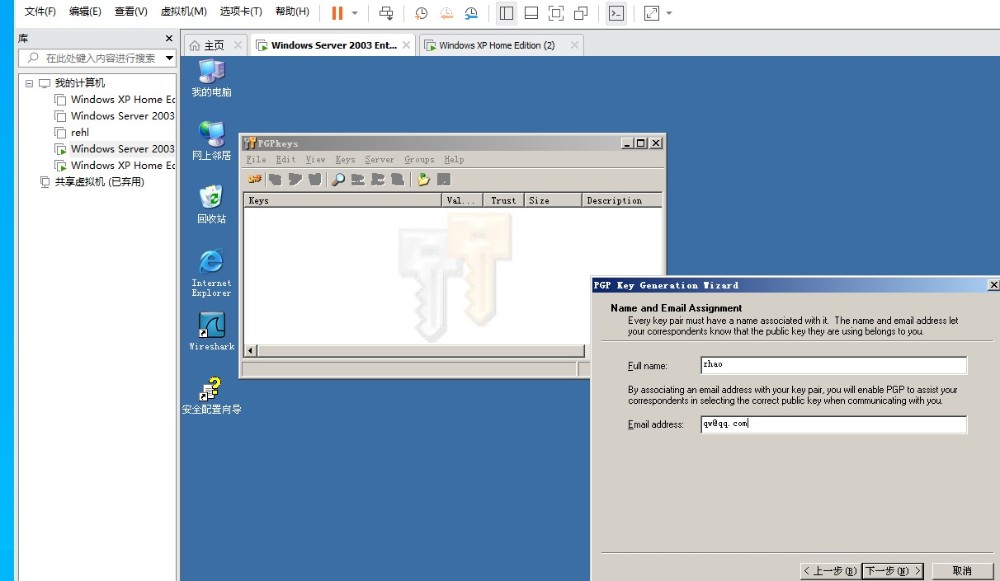 文件(F) 编辑(E) 查看(V) 虚拟机(M) 选项卡(T) 帮助(H)
库
在此处键入内容进行搜索
我的计算机
Windows XP Home Ec
Windows Server 2003
rehl
Windows Server 2003
Windows XP Home Ec
共享虚拟机 (已弃用)
主页
Windows Server 2003 Ent...
Windows XP Home Edition (2)
我的电脑
网上邻居
回收站
Internet
Explorer
Wireshark
安全配置向导
PGPkeys
File Edit View Keys Server Groups Help
Keys Val... Trust Size Description
PGP Key Generation Wizard
Name and Email Assignment
Every key pair must have a name associated with it. The name and email address let
your correspondents know that the public key they are using belongs to you.
Full name: zhao
By associating an email address with your key pair, you will enable PGP to assist your
correspondents in selecting the correct public key when communicating with you.
Email address: qw@qq.com
< 上一步(B) 下一步(N) > 取消